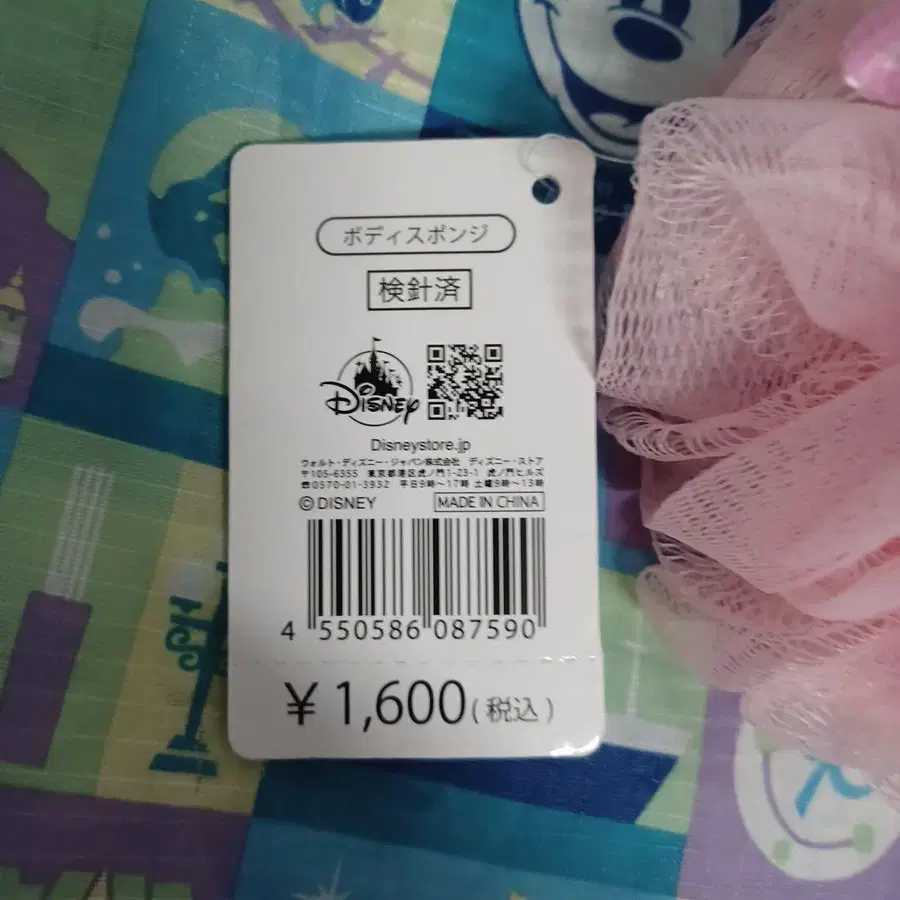 ボディスポンジ
検針済
Disney
Disneystore.jp
ウォルト・ディズニー・ジャパン株式会社 ディズニー・ストア
〒105-6355 東京都港区虎ノ門1-23-1 虎ノ門ヒルズ
☎0570-01-3932 平日9時〜17時 土曜9時〜13時
© DISNEY MADE IN CHINA
4 550586 087590
¥ 1,600(税込)